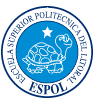 ESCUELA SUPERIOR POLITECNICA DEL LITORAL
ESPOL